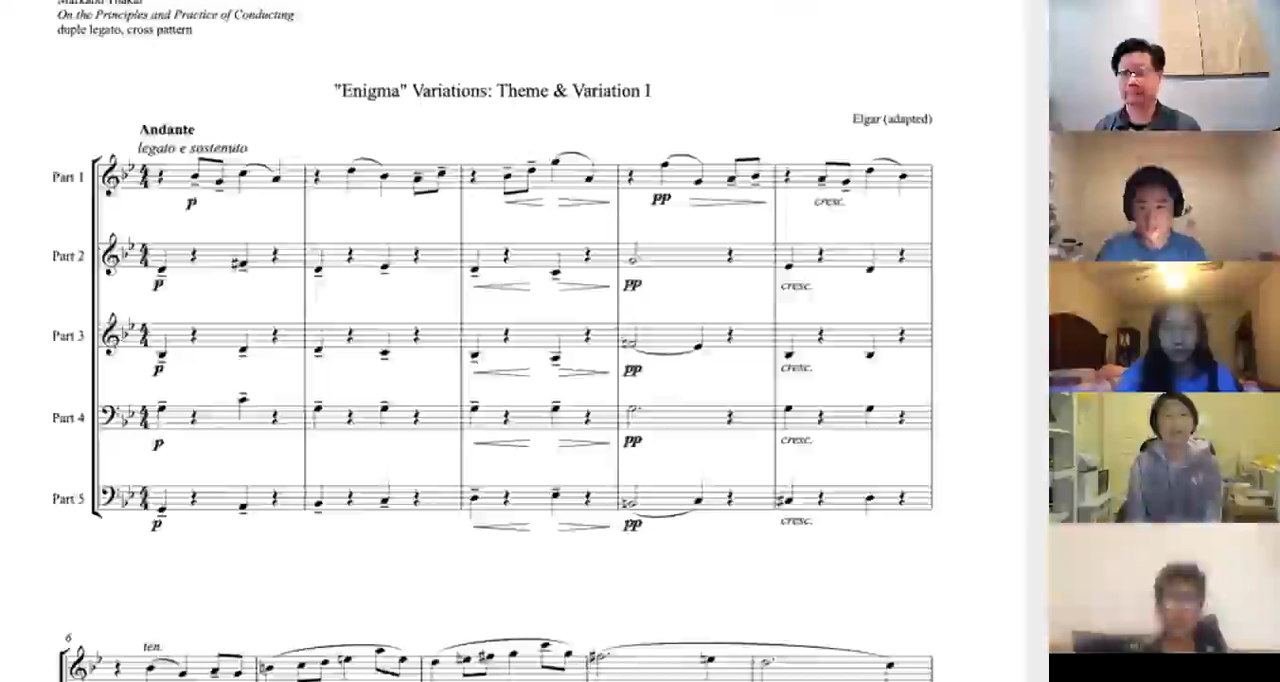 Markand Thakar
On the Principles and Practice of Conducting
duple legato, cross pattern
"Enigma" Variations: Theme & Variation I
Elgar (adapted)
Andante
legato e sostenuto
Part 1
p
pp
cresc.
Part 2
p
pp
cresc.
Part 3
p
pp
cresc.
Part 4
p
pp
cresc.
Part 5
p
pp
cresc.
6
ten.